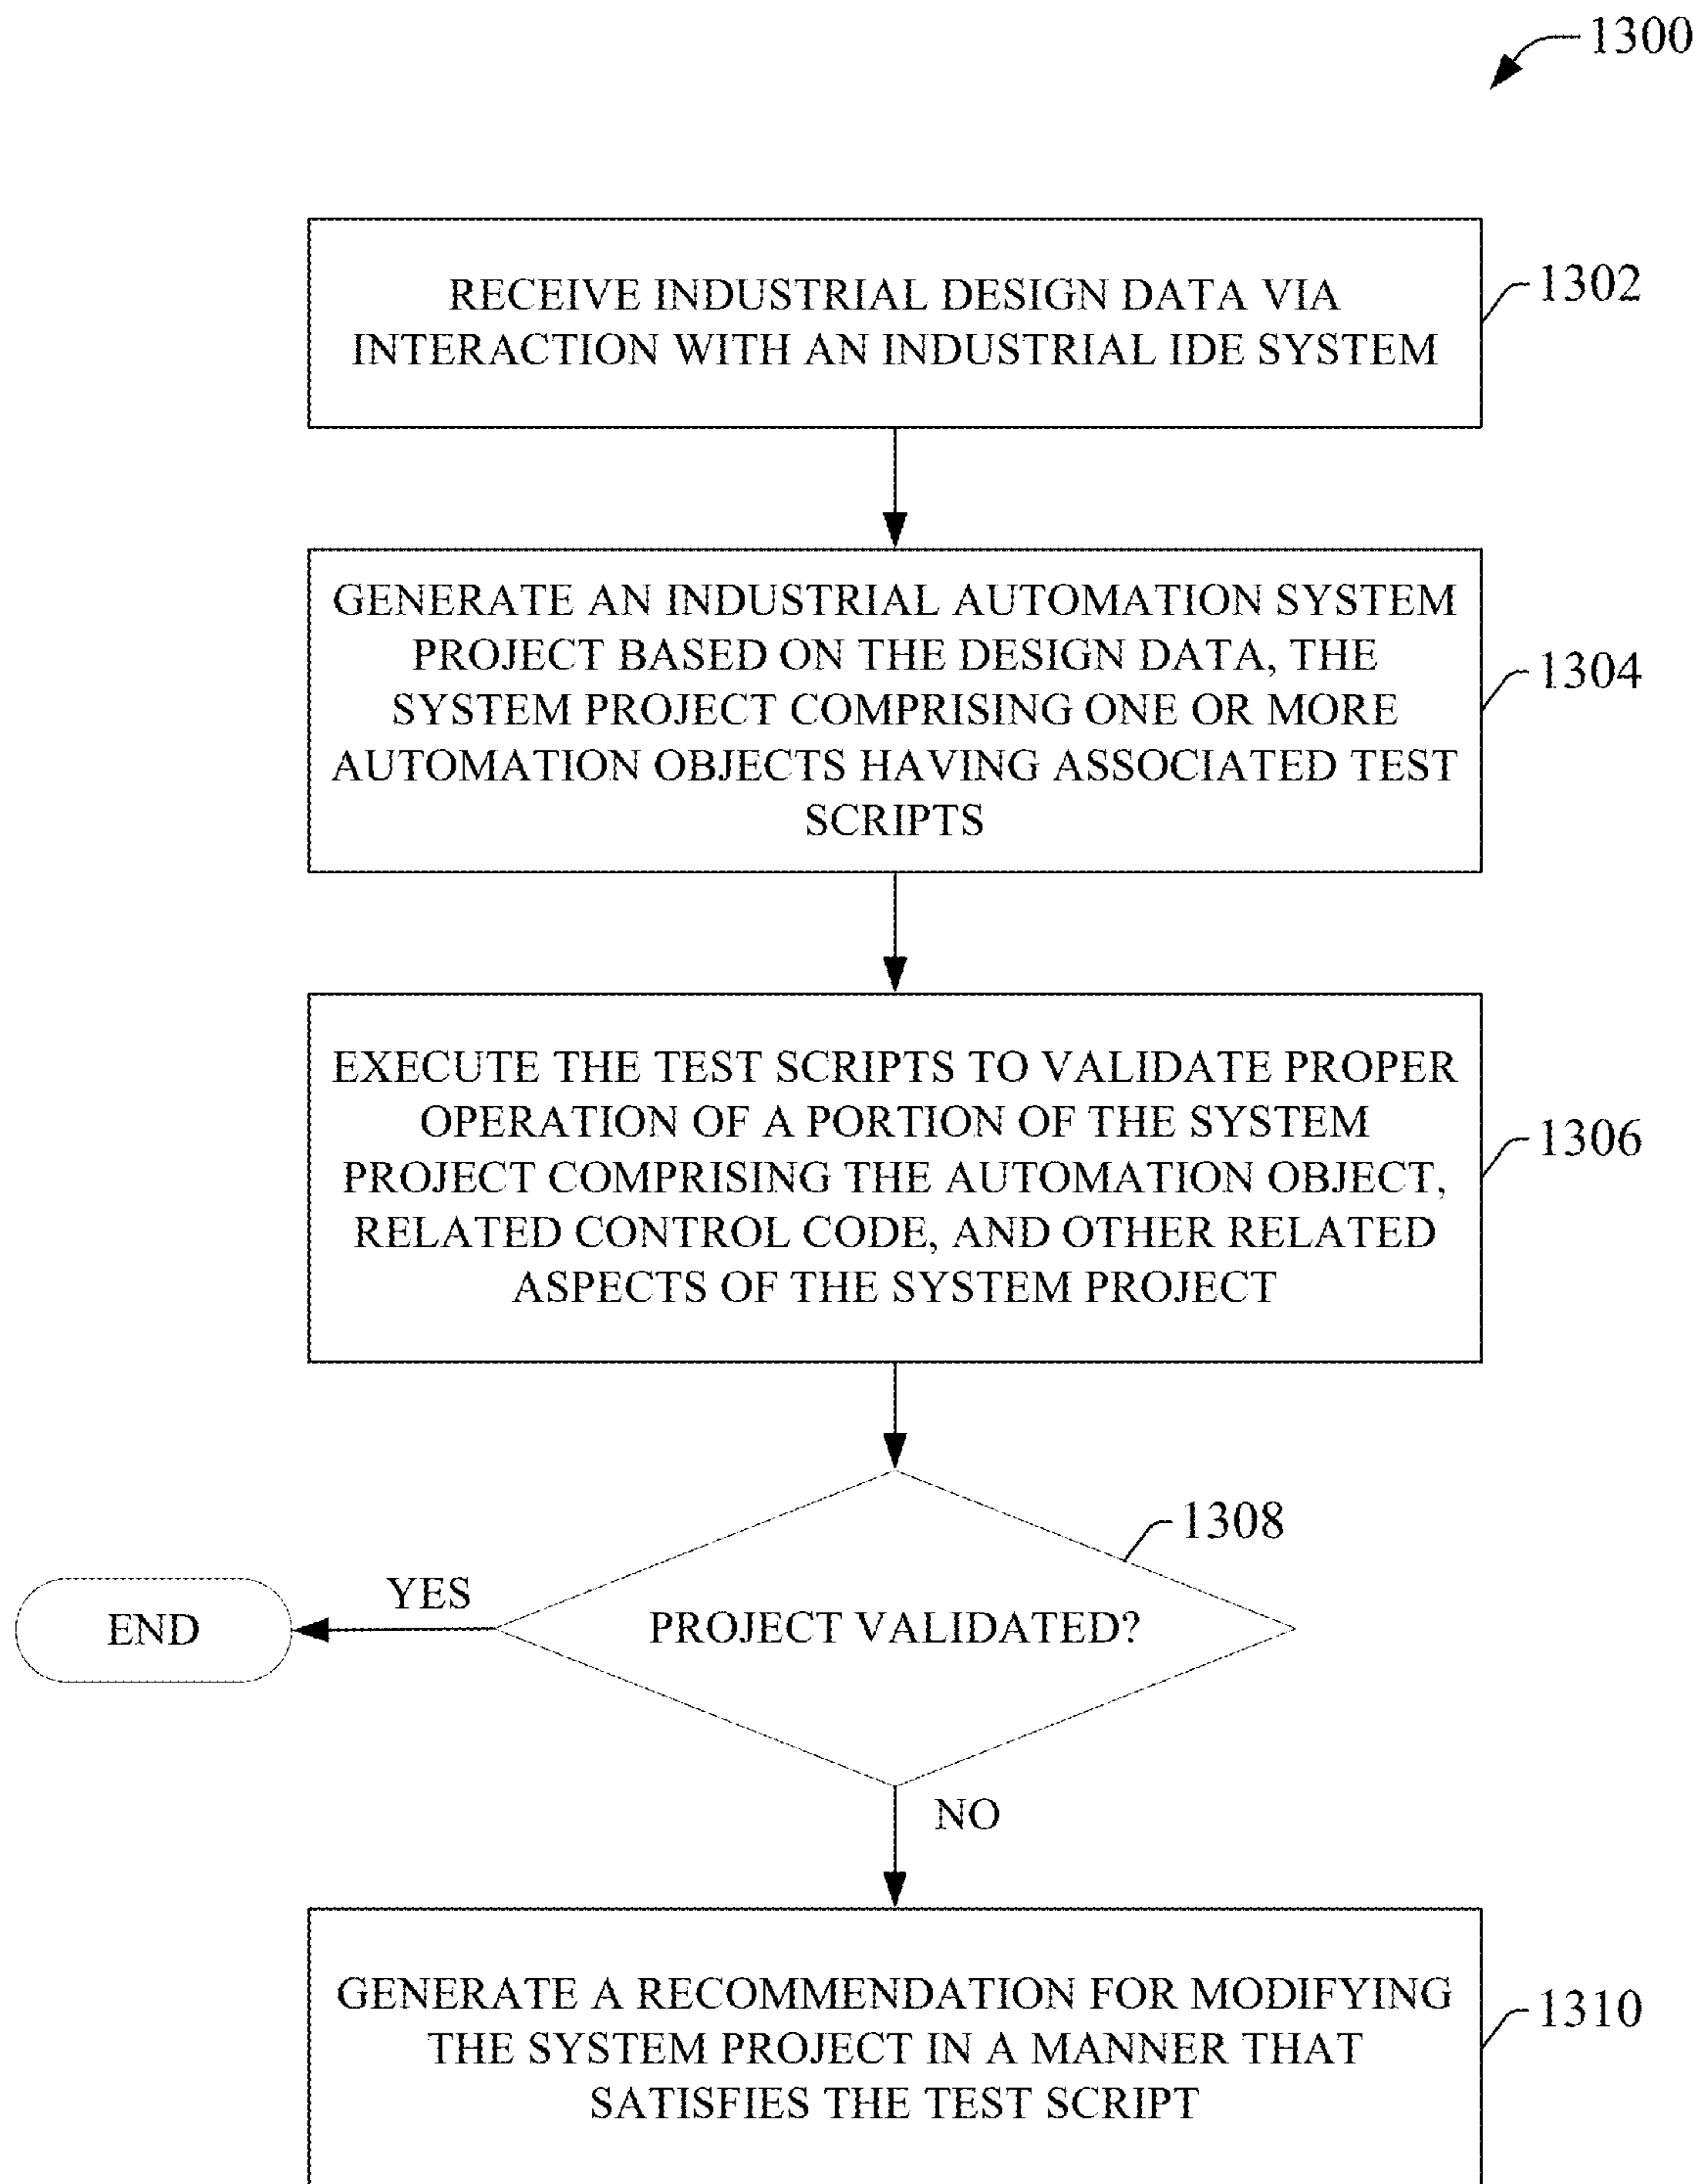 1300
RECEIVE INDUSTRIAL DESIGN DATA VIA
INTERACTION WITH AN INDUSTRIAL IDE SYSTEM
1302
GENERATE AN INDUSTRIAL AUTOMATION SYSTEM
PROJECT BASED ON THE DESIGN DATA, THE
SYSTEM PROJECT COMPRISING ONE OR MORE
AUTOMATION OBJECTS HAVING ASSOCIATED TEST
SCRIPTS
1304
EXECUTE THE TEST SCRIPTS TO VALIDATE PROPER
OPERATION OF A PORTION OF THE SYSTEM
PROJECT COMPRISING THE AUTOMATION OBJECT,
RELATED CONTROL CODE, AND OTHER RELATED
ASPECTS OF THE SYSTEM PROJECT
1306
1308
PROJECT VALIDATED?
YES
END
NO
GENERATE A RECOMMENDATION FOR MODIFYING
THE SYSTEM PROJECT IN A MANNER THAT
SATISFIES THE TEST SCRIPT
1310